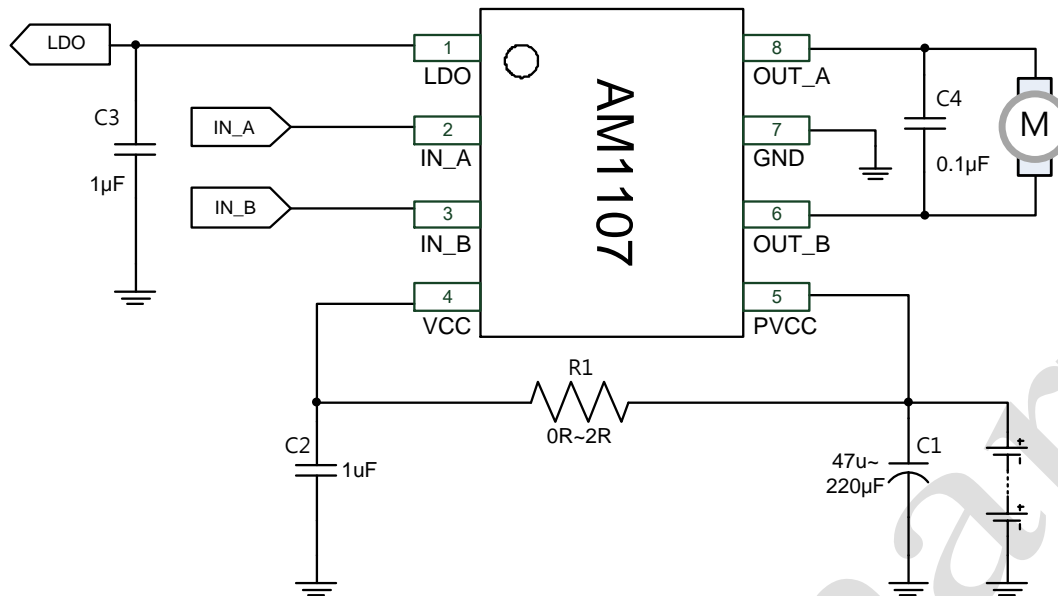 LDO
1
LDO
C3
1µF
IN_A
2
IN_A
IN_B
3
IN_B
4
VCC
AM1107
8
OUT_A
7
GND
6
OUT_B
5
PVCC
C4
0.1µF
M
R1
0R~2R
C2
1uF
C1
47u~
220µF
+
-
+
-